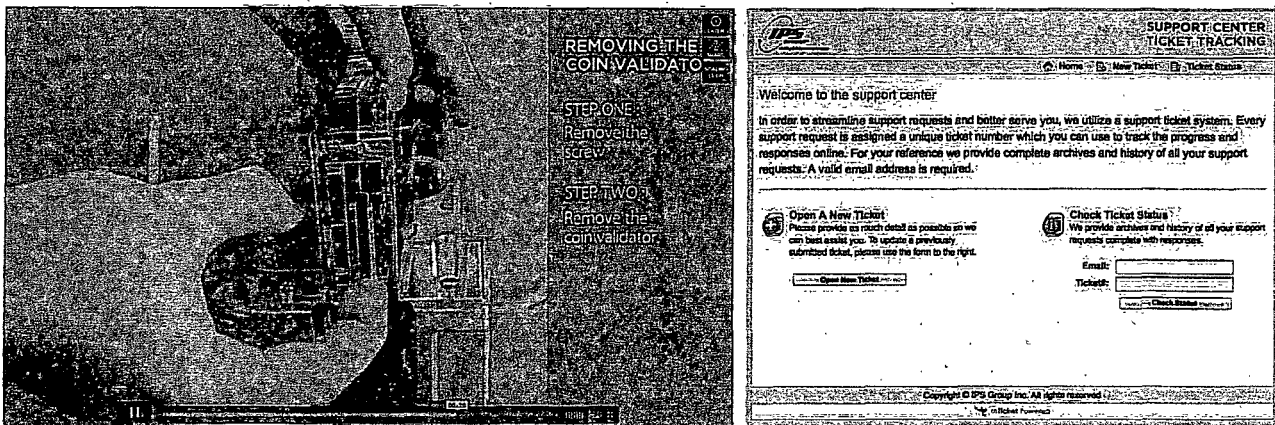 REMOVING THE
COIN VALIDATO
STEP ONE
Remove the
screw
STEP TWO
Remove the
coin validator
IPS
SUPPORT CENTER
TICKET TRACKING
Home New Ticket Ticket Status
Welcome to the support center
In order to streamline support requests and better serve you, we utilize a support ticket system. Every
support request is assigned a unique ticket number which you can use to track the progress and
responses online. For your reference we provide complete archives and history of all your support
requests. A valid email address is required.
Open A New Ticket
Please provide as much detail as possible so we
can best assist you. To update a previously
submitted ticket, please use the form to the right.
Open New Ticket
Check Ticket Status
We provide archives and history of all your support
requests complete with responses.
Email:
Ticket#:
Check Status
Copyright © IPS Group Inc. All rights reserved